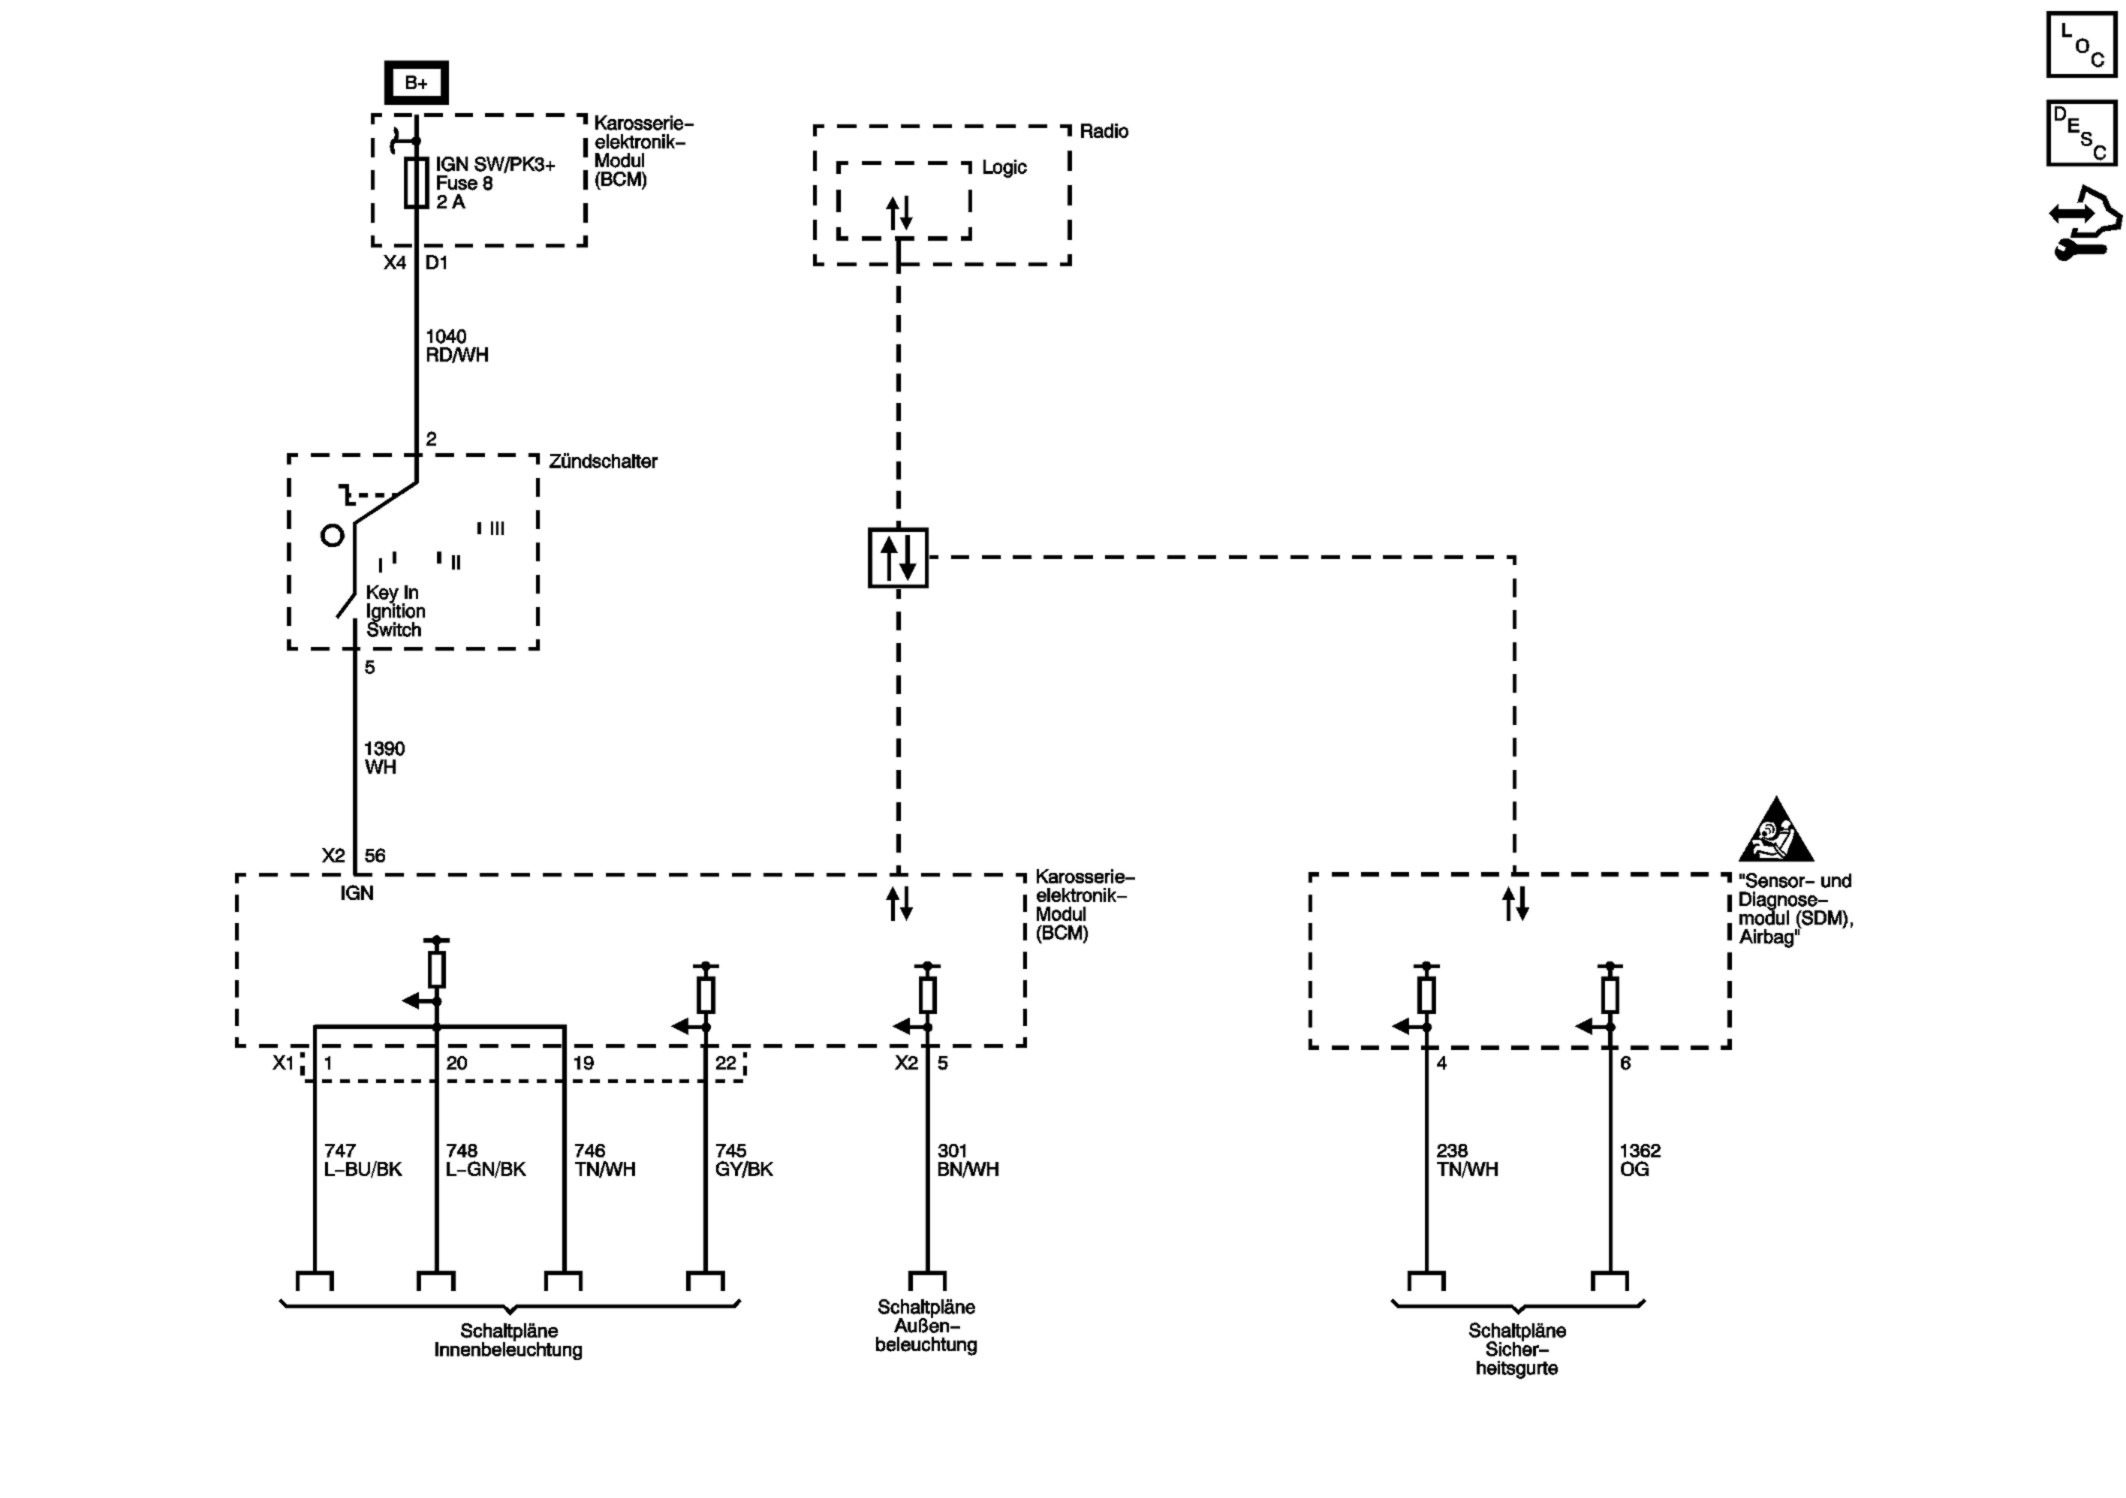 LOC
DESC
B+
Karosserie–
elektronik–
Modul
(BCM)
IGN SW/PK3+
Fuse 8
2 A
X4 D1
Radio
Logic
1040
RD/WH
2
Zündschalter
III
I
II
Key In
Ignition
Switch
5
1390
WH
X2 56
IGN
Karosserie–
elektronik–
Modul
(BCM)
"Sensor– und
Diagnose–
modul (SDM),
Airbag"
X1 1 20 19 22
X2 5
4
6
747
L–BU/BK
748
L–GN/BK
746
TN/WH
745
GY/BK
301
BN/WH
238
TN/WH
1362
OG
Schaltpläne
Innenbeleuchtung
Schaltpläne
Außen–
beleuchtung
Schaltpläne
Sicher–
heitsgurte